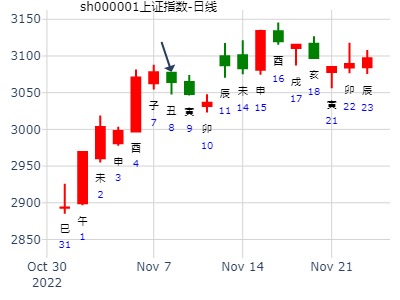 sh000001上证指数-日线
3150
3100
3050
3000
2950
2900
2850
巳
31
午
1
未
2
申
3
酉
4
子
7
丑
8
寅
9
卯
10
辰
11
未
14
申
15
酉
16
戌
17
亥
18
寅
21
卯
22
辰
23
Oct 30
2022
Nov 7
Nov 14
Nov 21